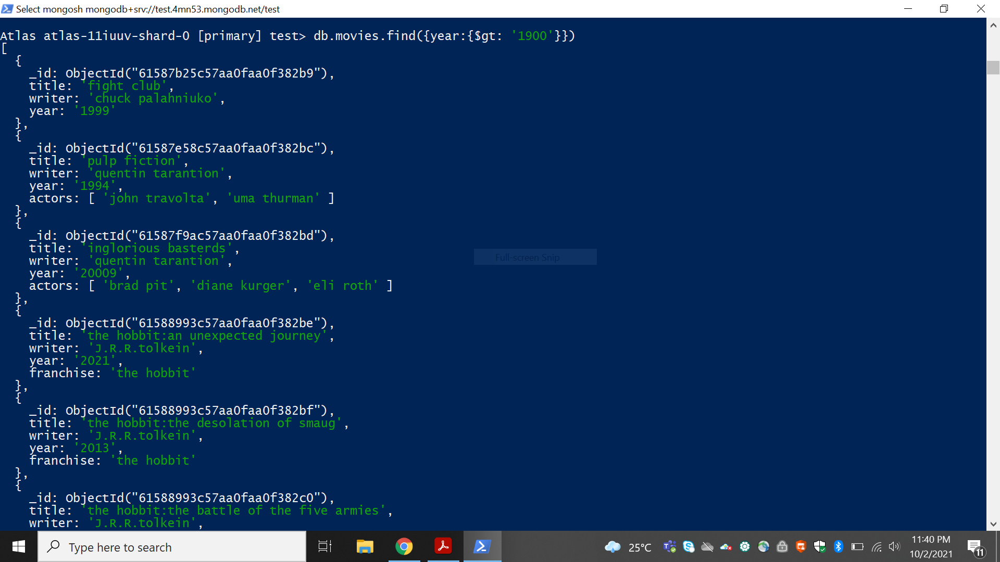 Select mongosh mongodb+srv://test.4mn53.mongodb.net/test
Atlas atlas-11iuuv-shard-0 [primary] test> db.movies.find({year:{$gt: '1900'}})
[
  {
    _id: ObjectId("61587b25c57aa0faa0f382b9"),
    title: 'fight club',
    writer: 'chuck palahniuko',
    year: '1999'
  },
  {
    _id: ObjectId("61587e58c57aa0faa0f382bc"),
    title: 'pulp fiction',
    writer: 'quentin tarantion',
    year: '1994',
    actors: [ 'john travolta', 'uma thurman' ]
  },
  {
    _id: ObjectId("61587f9ac57aa0faa0f382bd"),
    title: 'inglorious basterds',
    writer: 'quentin tarantion',
    year: '20009',
    actors: [ 'brad pit', 'diane kurger', 'eli roth' ]
  },
  {
    _id: ObjectId("61588993c57aa0faa0f382be"),
    title: 'the hobbit:an unexpected journey',
    writer: 'J.R.R.tolkein',
    year: '2021',
    franchise: 'the hobbit'
  },
  {
    _id: ObjectId("61588993c57aa0faa0f382bf"),
    title: 'the hobbit:the desolation of smaug',
    writer: 'J.R.R.tolkein',
    year: '2013',
    franchise: 'the hobbit'
  },
  {
    _id: ObjectId("61588993c57aa0faa0f382c0"),
    title: 'the hobbit:the battle of the five armies',
    writer: 'J.R.R.tolkein',
Full-screen Snip
Type here to search
25°C
11:40 PM
10/2/2021
11